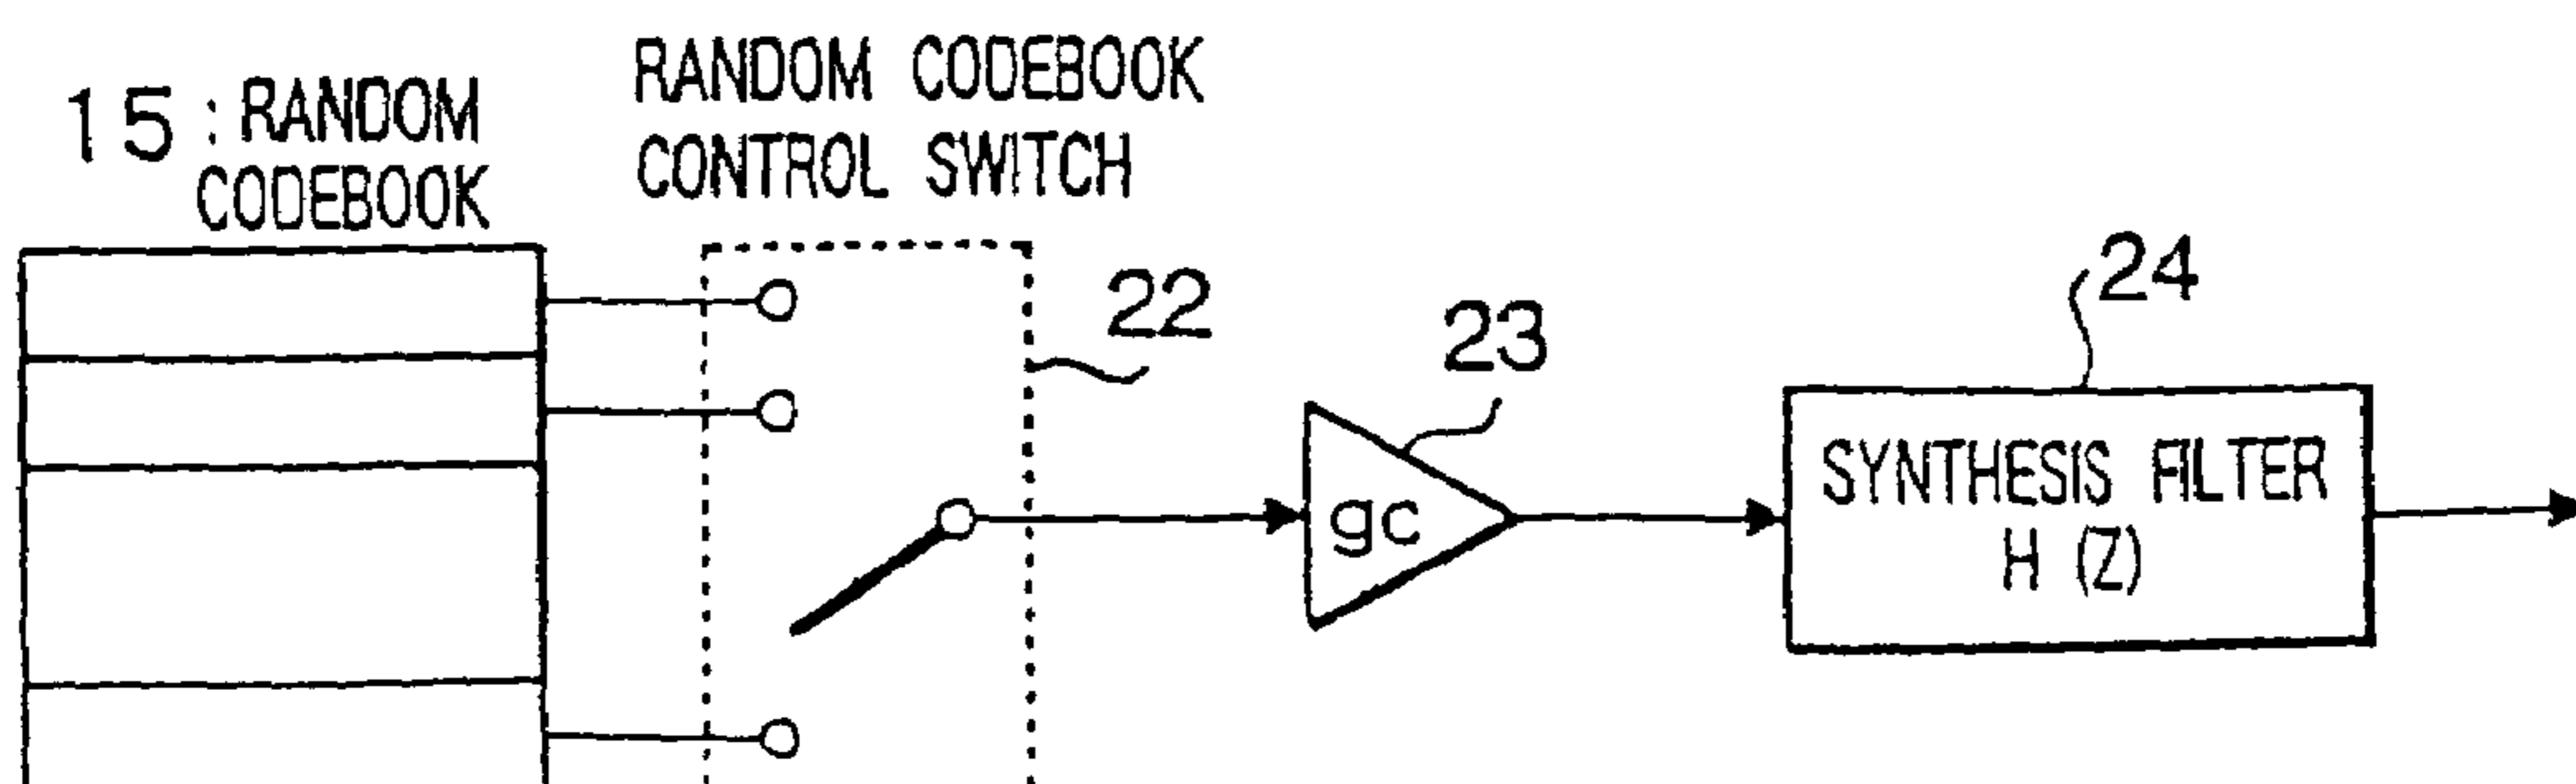 15 : RANDOM
CODEBOOK
RANDOM CODEBOOK
CONTROL SWITCH
22
23
gc
24
SYNTHESIS FILTER
H (Z)